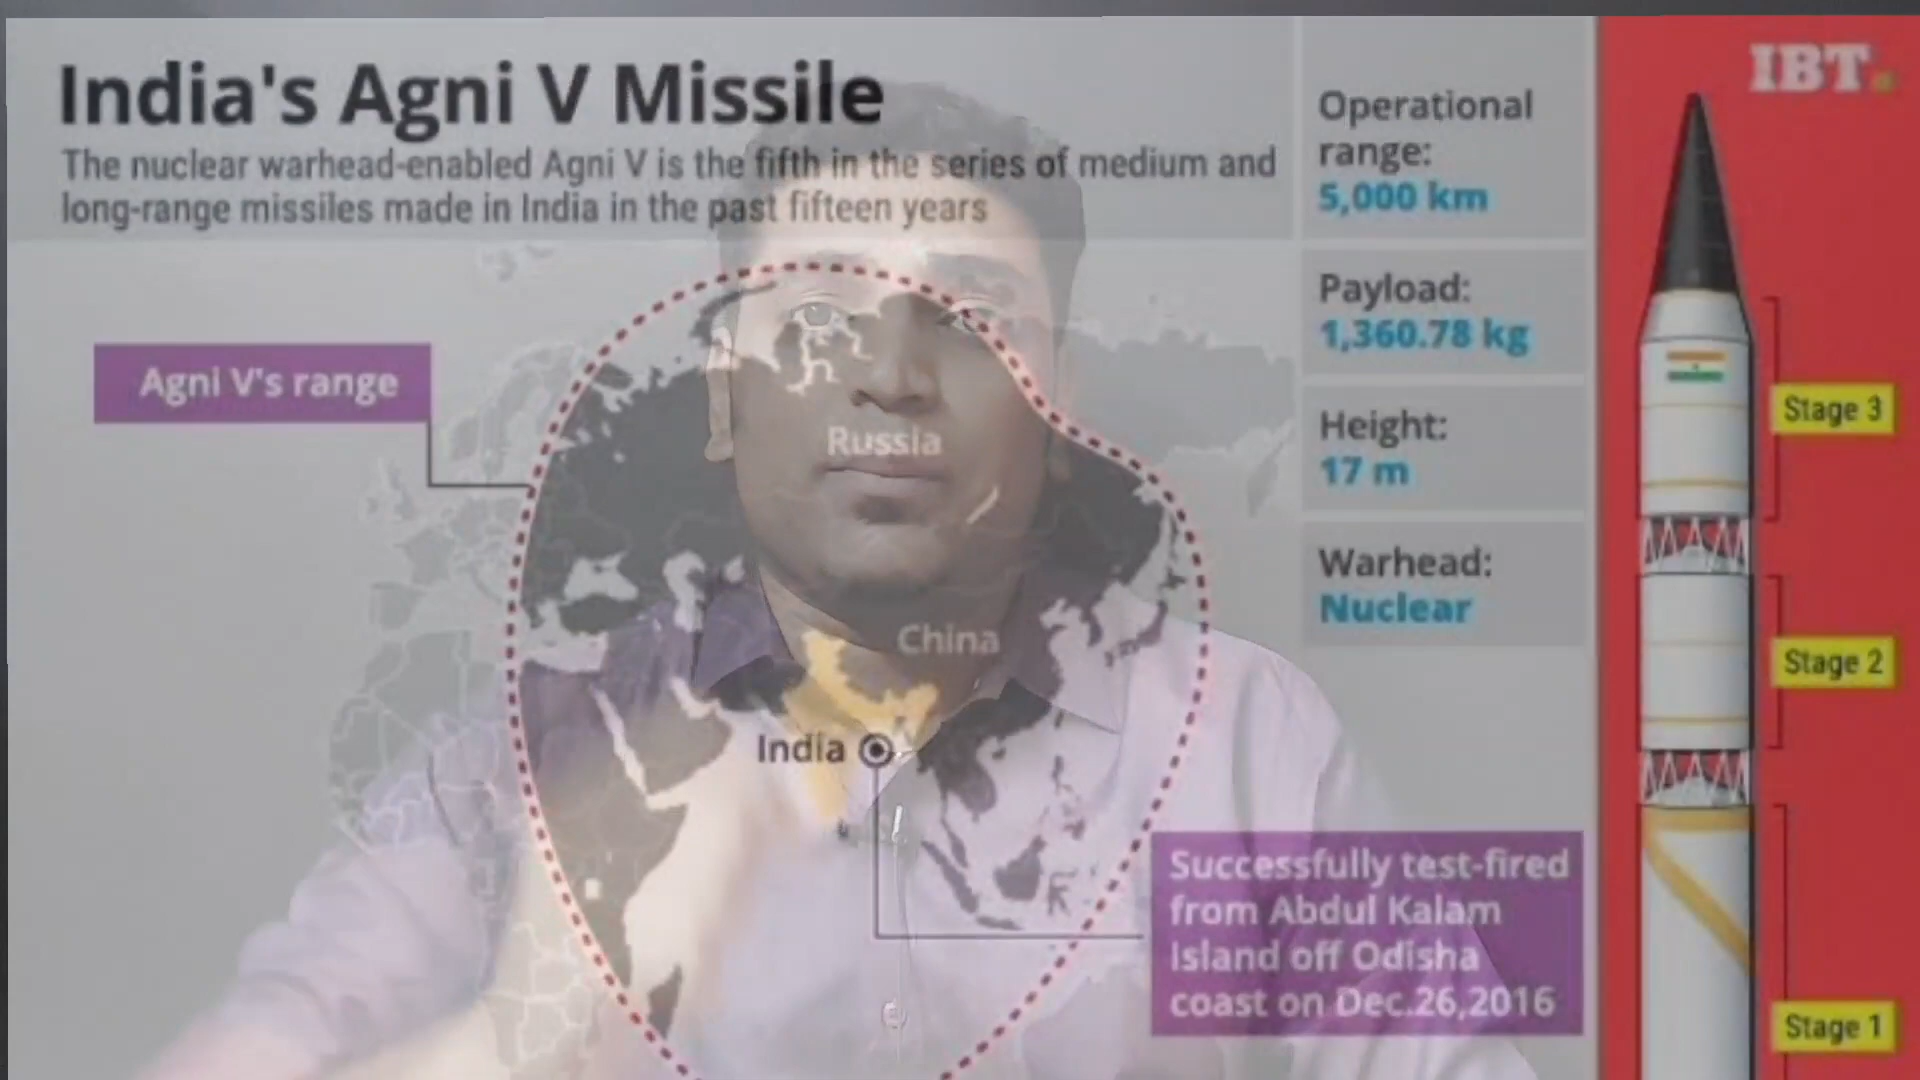 India's Agni V Missile
The nuclear warhead-enabled Agni V is the fifth in the series of medium and
long-range missiles made in India in the past fifteen years
Agni V's range
Russia
China
India
Successfully test-fired
from Abdul Kalam
Island off Odisha
coast on Dec.26,2016
Operational
range:
5,000 km
Payload:
1,360.78 kg
Height:
17 m
Warhead:
Nuclear
IBT.
Stage 3
Stage 2
Stage 1